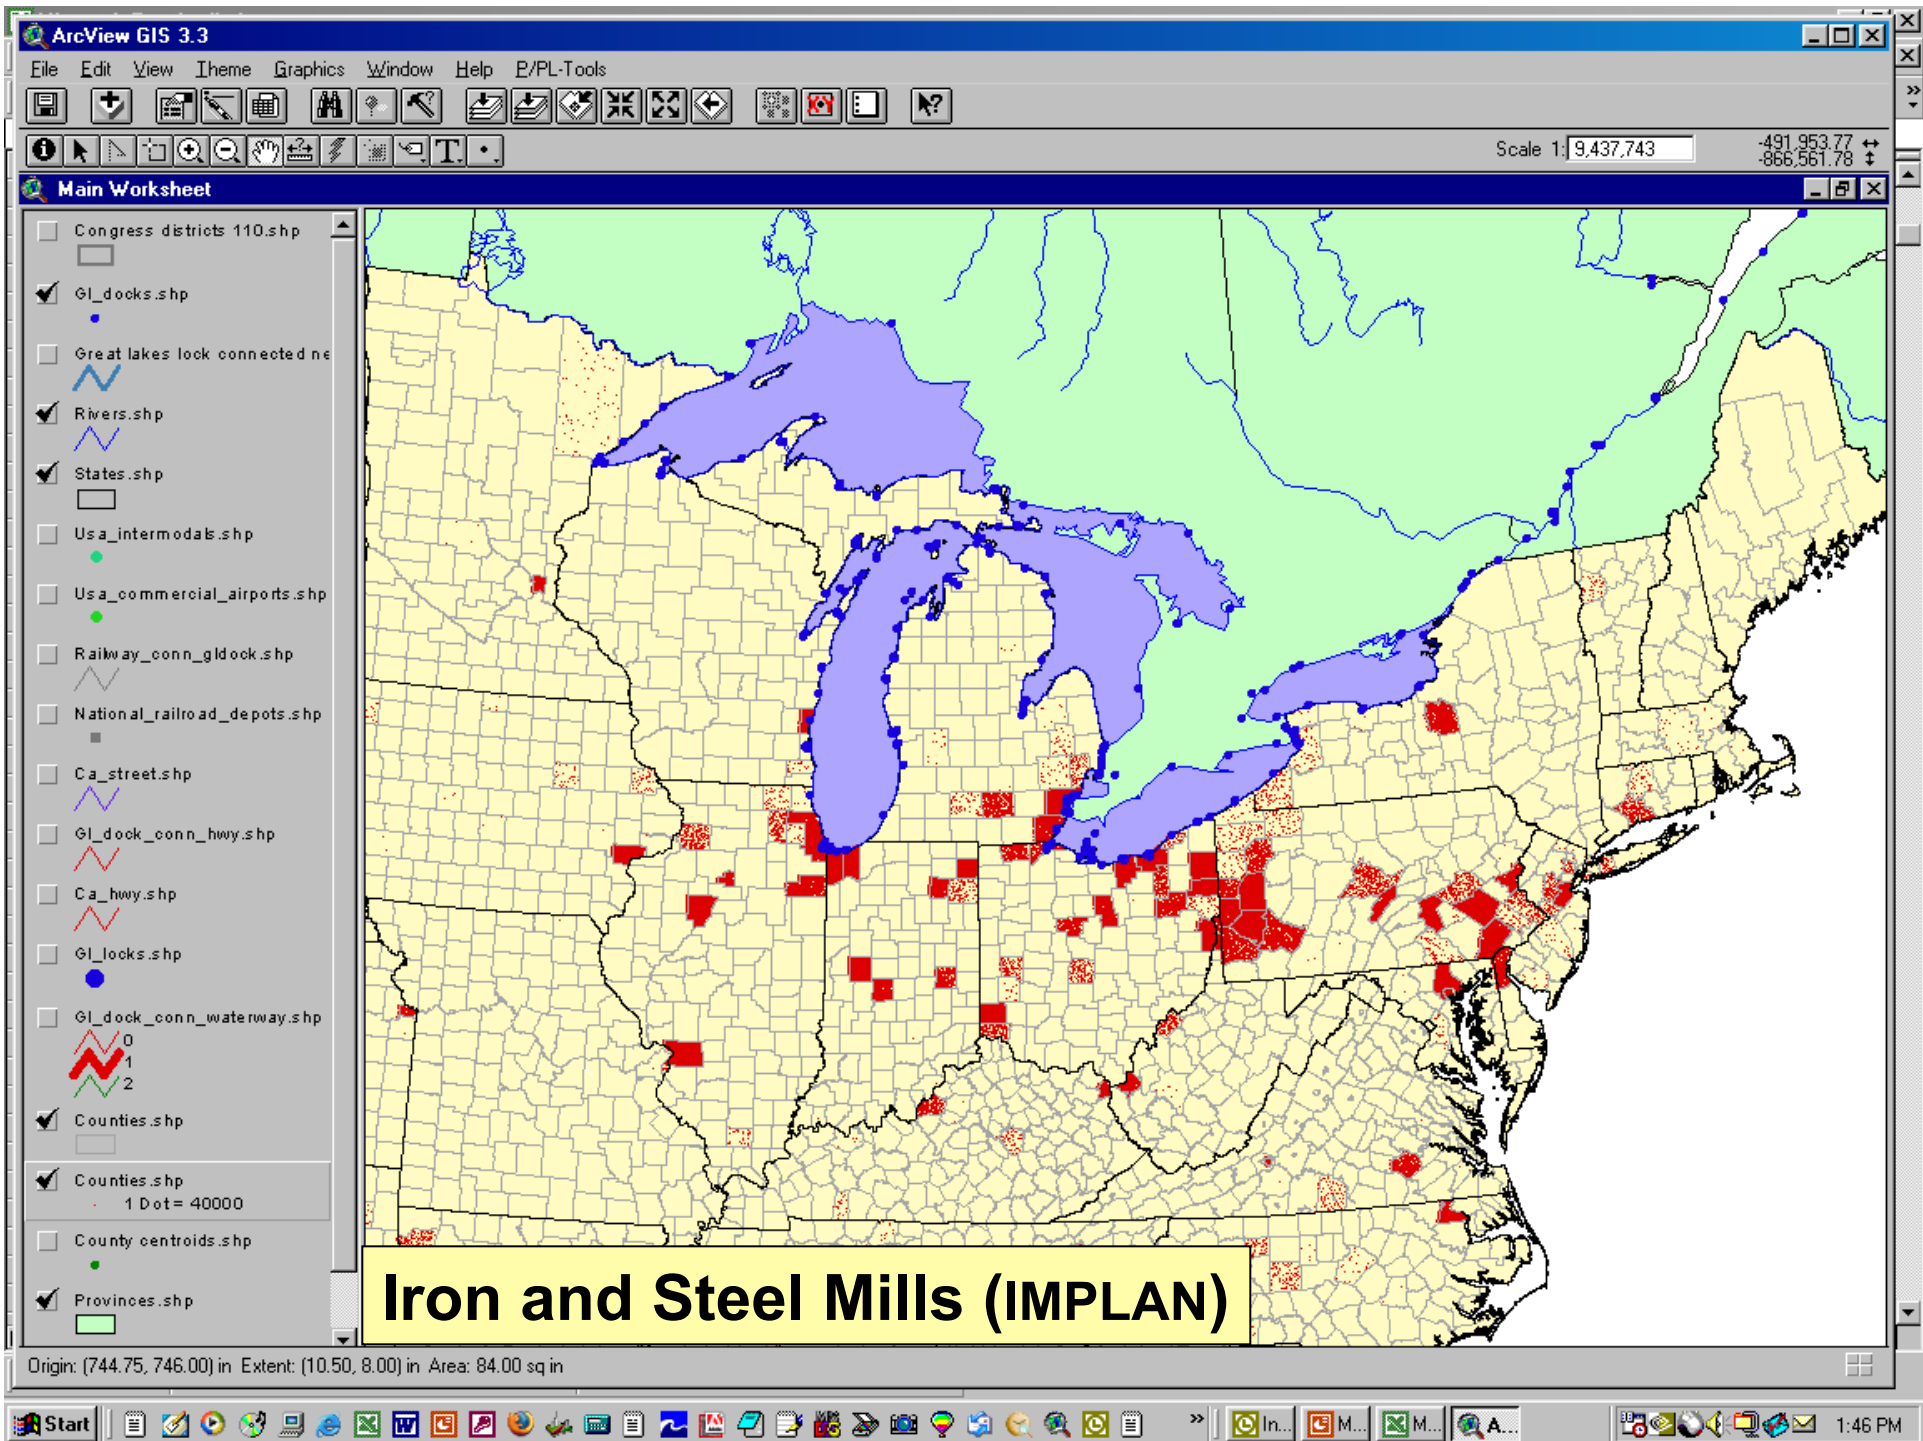 ArcView GIS 3.3
File Edit View Theme Graphics Window Help P/PL-Tools
Scale 1: 9,437,743
-491,953.77
-866,561.78
Main Worksheet
Congress districts 110.shp
Gl_docks.shp
Great lakes lock connected ne
Rivers.shp
States.shp
Usa_intermodals.shp
Usa_commercial_airports.shp
Railway_conn_gldock.shp
National_railroad_depots.shp
Ca_street.shp
Gl_dock_conn_hwy.shp
Ca_hwy.shp
Gl_locks.shp
Gl_dock_conn_waterway.shp
0
1
2
Counties.shp
Counties.shp
1 Dot = 40000
County centroids.shp
Provinces.shp
Iron and Steel Mills (IMPLAN)
Origin: (744.75, 746.00) in Extent: (10.50, 8.00) in Area: 84.00 sq in
Start
In...
M...
M...
A...
1:46 PM